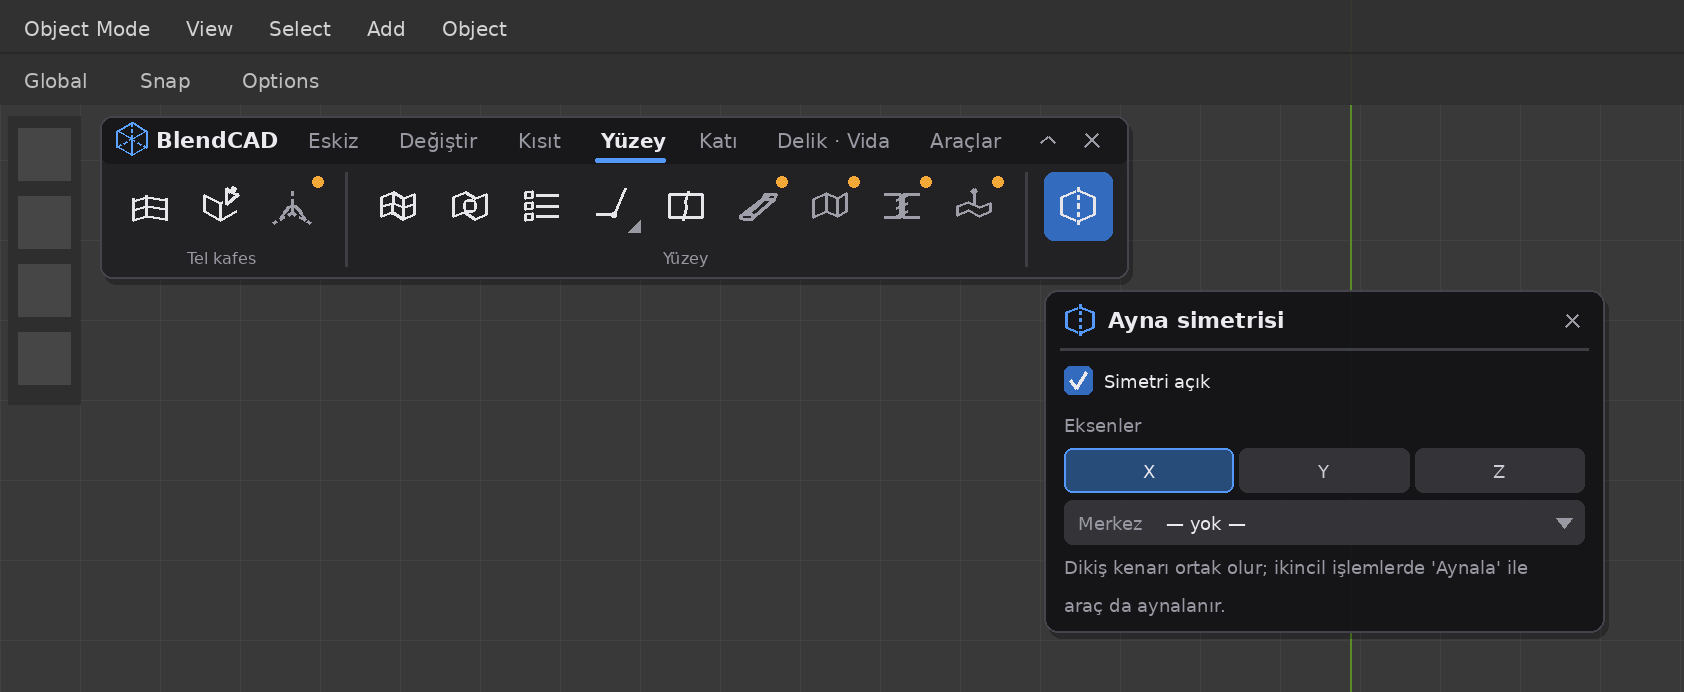 Object Mode View Select Add Object
Global Snap Options
BlendCAD Eskiz Değiştir Kısıt Yüzey Katı Delik · Vida Araçlar
Tel kafes Yüzey
Ayna simetrisi
Simetri açık
Eksenler
X Y Z
Merkez — yok —
Dikiş kenarı ortak olur; ikincil işlemlerde 'Aynala' ile
araç da aynalanır.